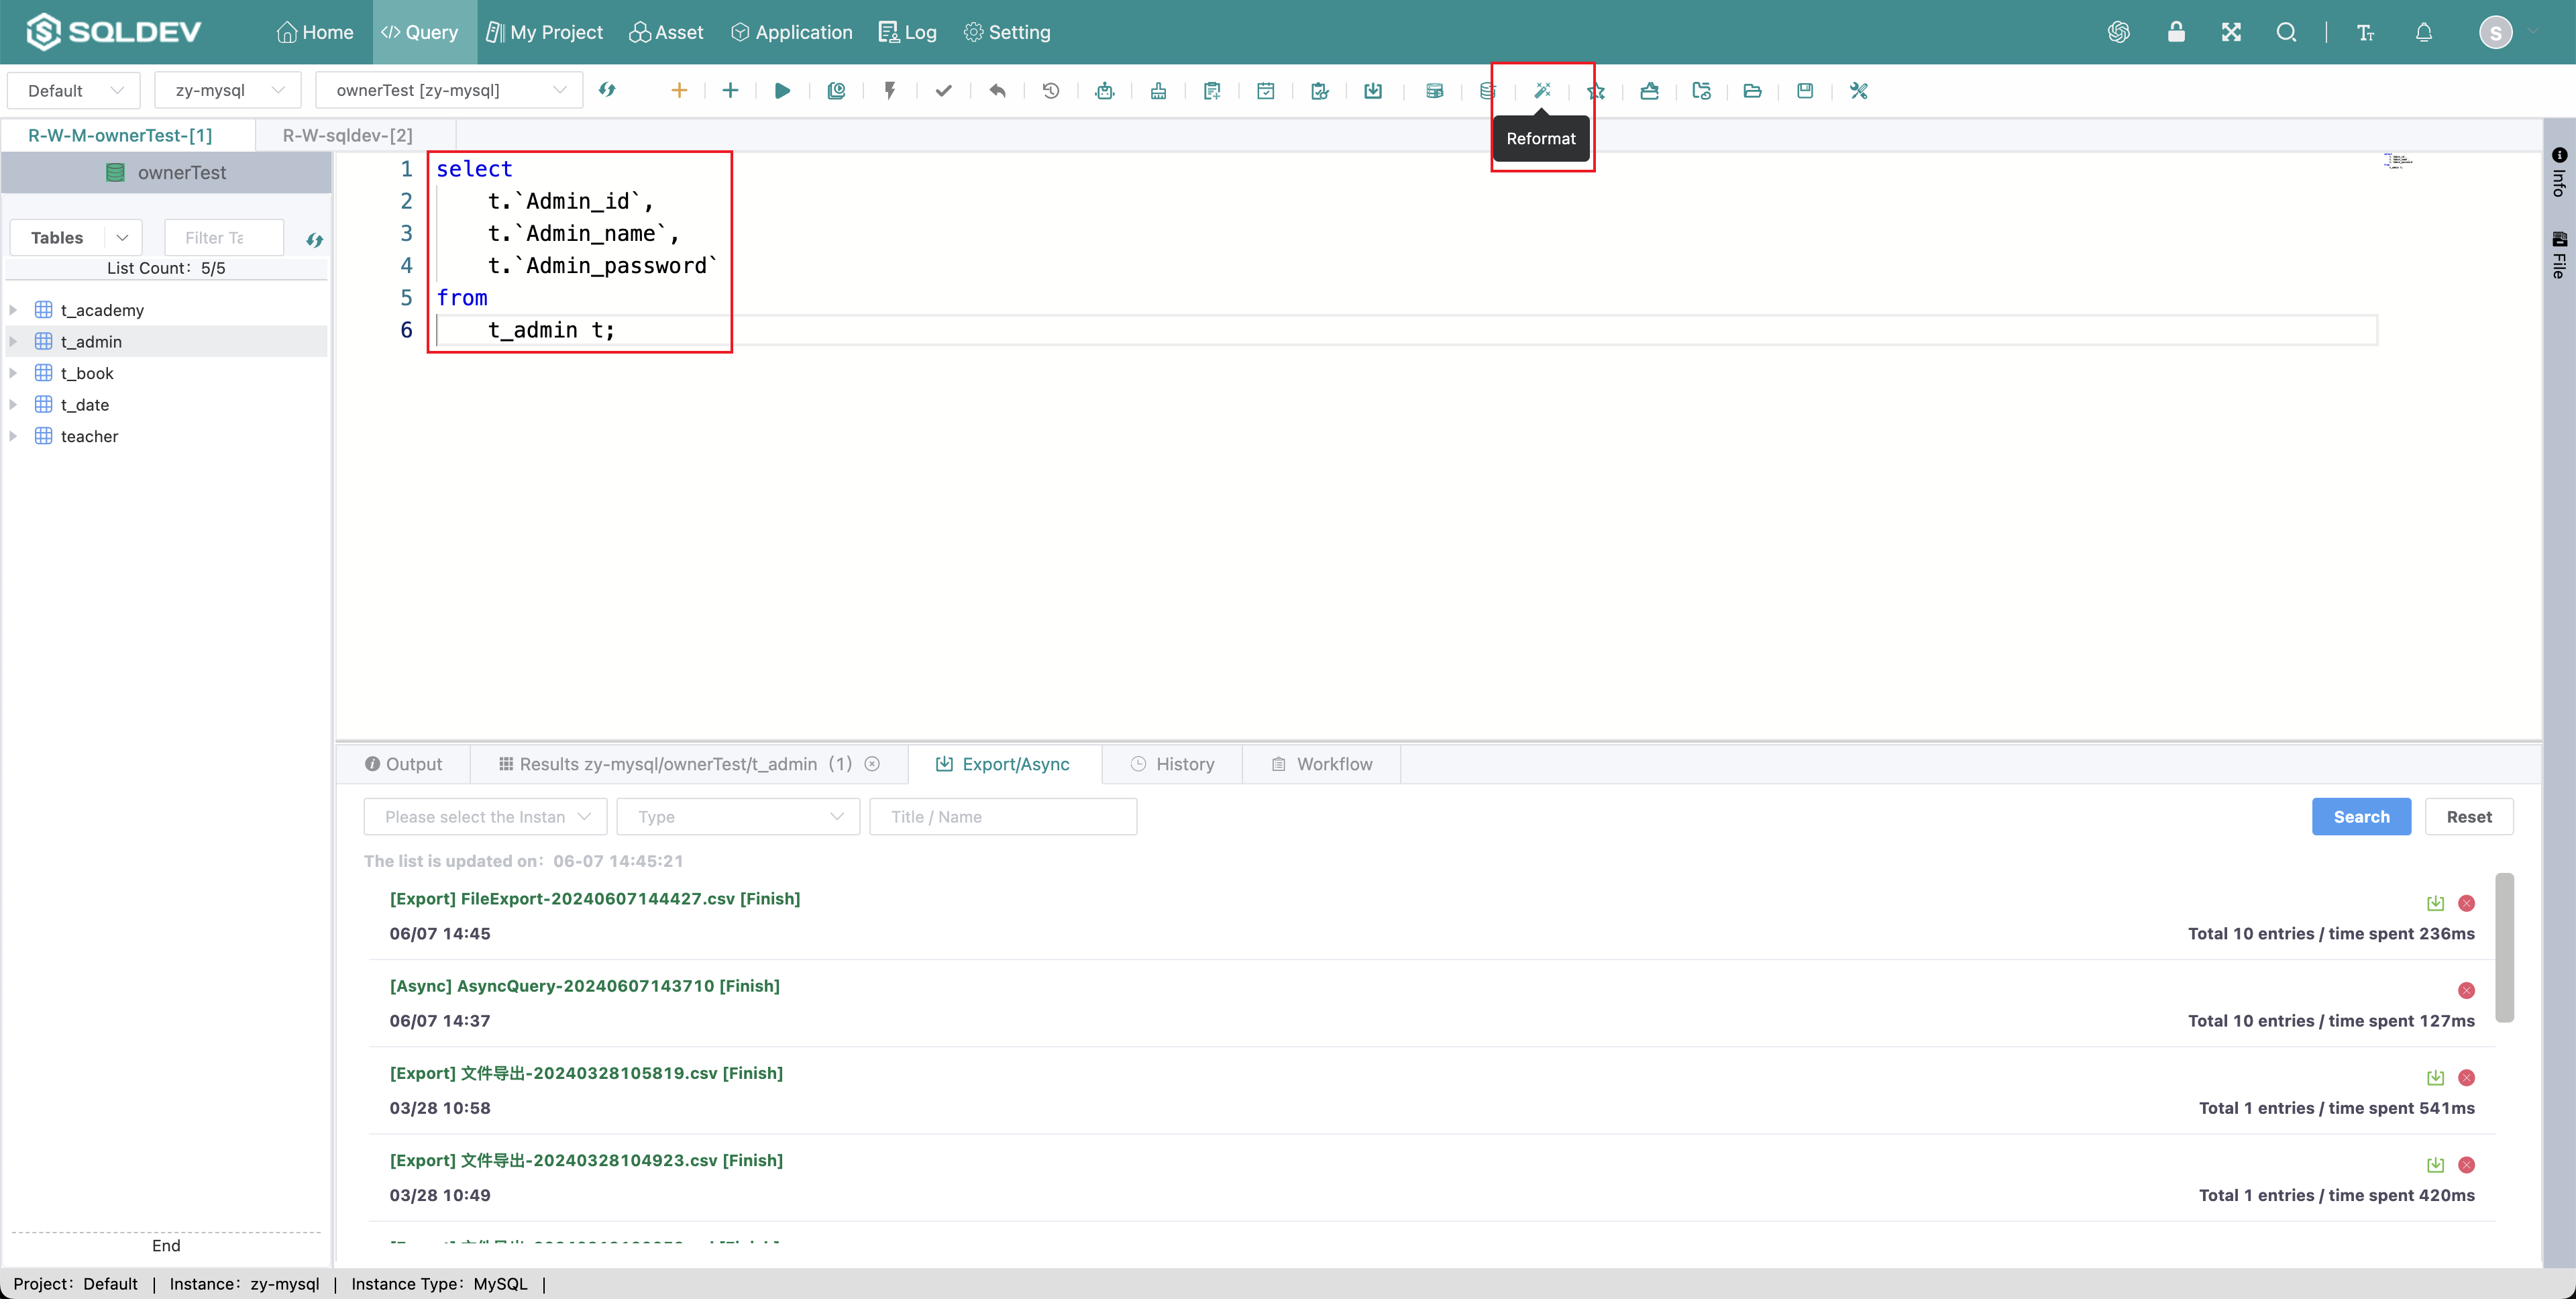 SQLDEV
Home
Query
My Project
Asset
Application
Log
Setting
S
Default
zy-mysql
ownerTest [zy-mysql]
Reformat
R-W-M-ownerTest-[1]
R-W-sqldev-[2]
ownerTest
Tables
Filter Ta
List Count：5/5
t_academy
t_admin
t_book
t_date
teacher
End
1 select
2 t.`Admin_id`,
3 t.`Admin_name`,
4 t.`Admin_password`
5 from
6 t_admin t;
Info
File
Output
Results zy-mysql/ownerTest/t_admin (1)
Export/Async
History
Workflow
Please select the Instan
Type
Title / Name
Search
Reset
The list is updated on：06-07 14:45:21
[Export] FileExport-20240607144427.csv [Finish]
06/07 14:45
Total 10 entries / time spent 236ms
[Async] AsyncQuery-20240607143710 [Finish]
06/07 14:37
Total 10 entries / time spent 127ms
[Export] 文件导出-20240328105819.csv [Finish]
03/28 10:58
Total 1 entries / time spent 541ms
[Export] 文件导出-20240328104923.csv [Finish]
03/28 10:49
Total 1 entries / time spent 420ms
Project：Default | Instance：zy-mysql | Instance Type：MySQL |